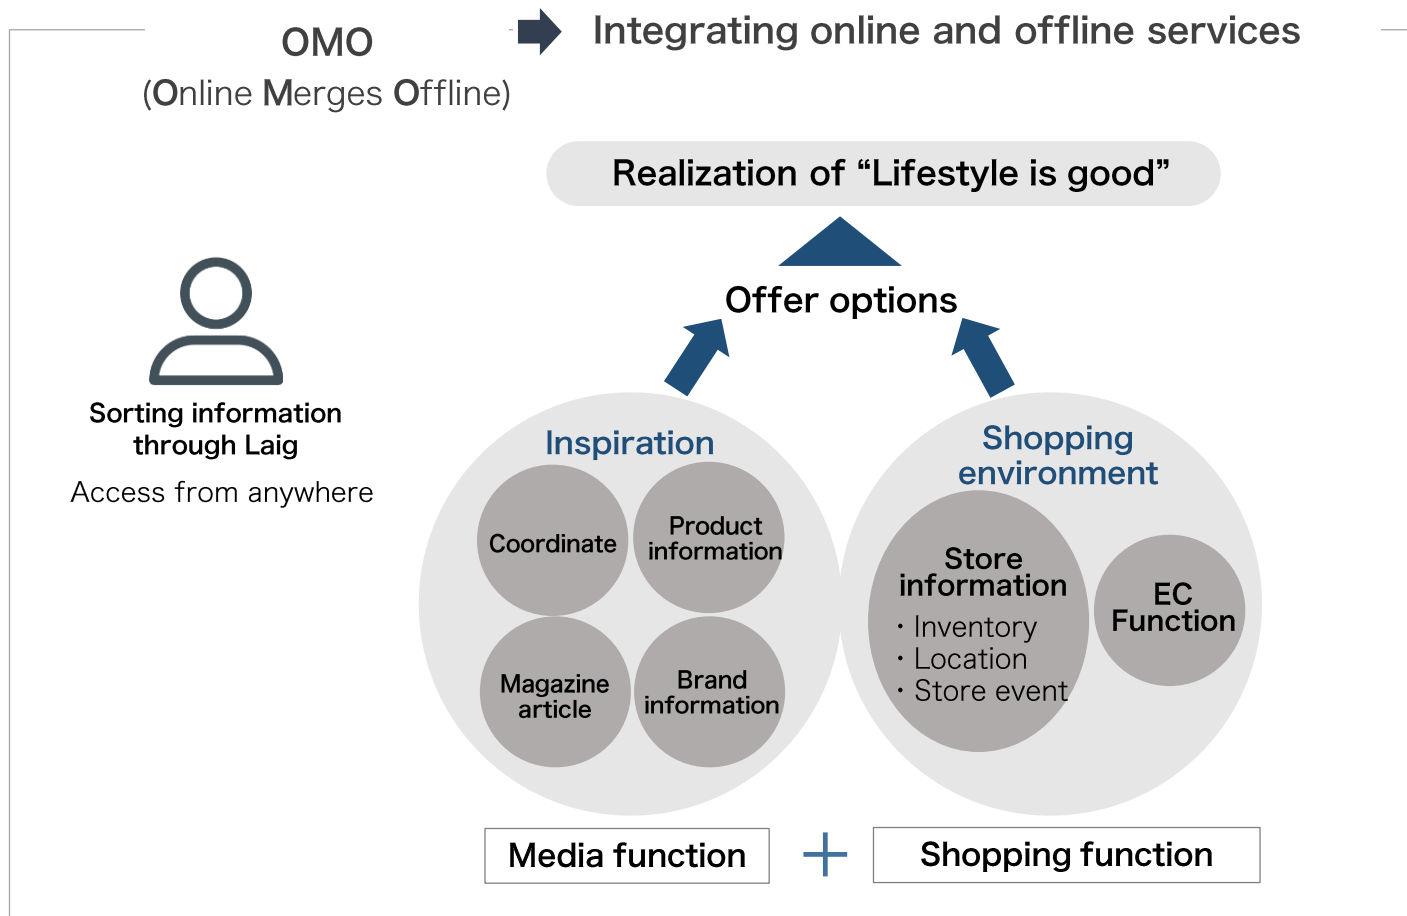 OMO
(Online Merges Offline)
Integrating online and offline services
Realization of “Lifestyle is good”
Offer options
Sorting information
through Laig
Access from anywhere
Inspiration
Coordinate
Product
information
Magazine
article
Brand
information
Shopping
environment
Store
information
・Inventory
・Location
・Store event
EC
Function
Media function
+
Shopping function